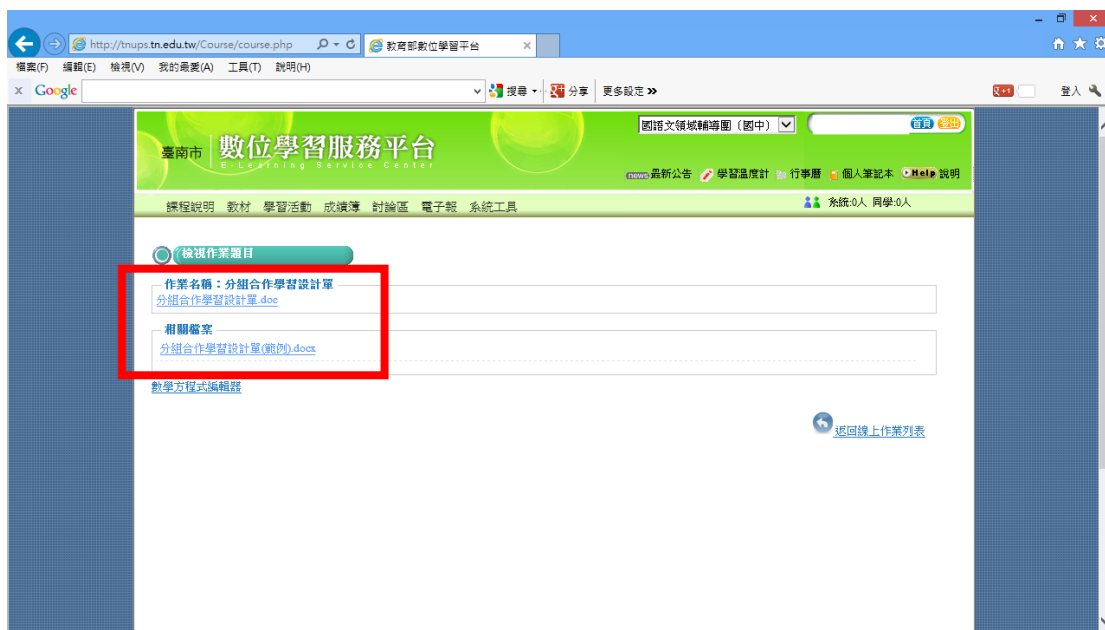 http://tnups.tn.edu.tw/Course/course.php
教育部數位學習平台
檔案(F) 編輯(E) 檢視(V) 我的最愛(A) 工具(T) 說明(H)
x Google 搜尋 分享 更多設定 » g+1 登入
國語文領域輔導團（國中） 首頁 登出
臺南市 數位學習服務平台
E-Learning Service Center
news 最新公告 學習溫度計 行事曆 個人筆記本 Help 說明
課程說明 教材 學習活動 成績簿 討論區 電子報 系統工具 系統:0人 同學:0人
檢視作業題目
作業名稱：分組合作學習設計單
分組合作學習設計單.doc
相關檔案
分組合作學習設計單(範例).docx
數學方程式編輯器
返回線上作業列表